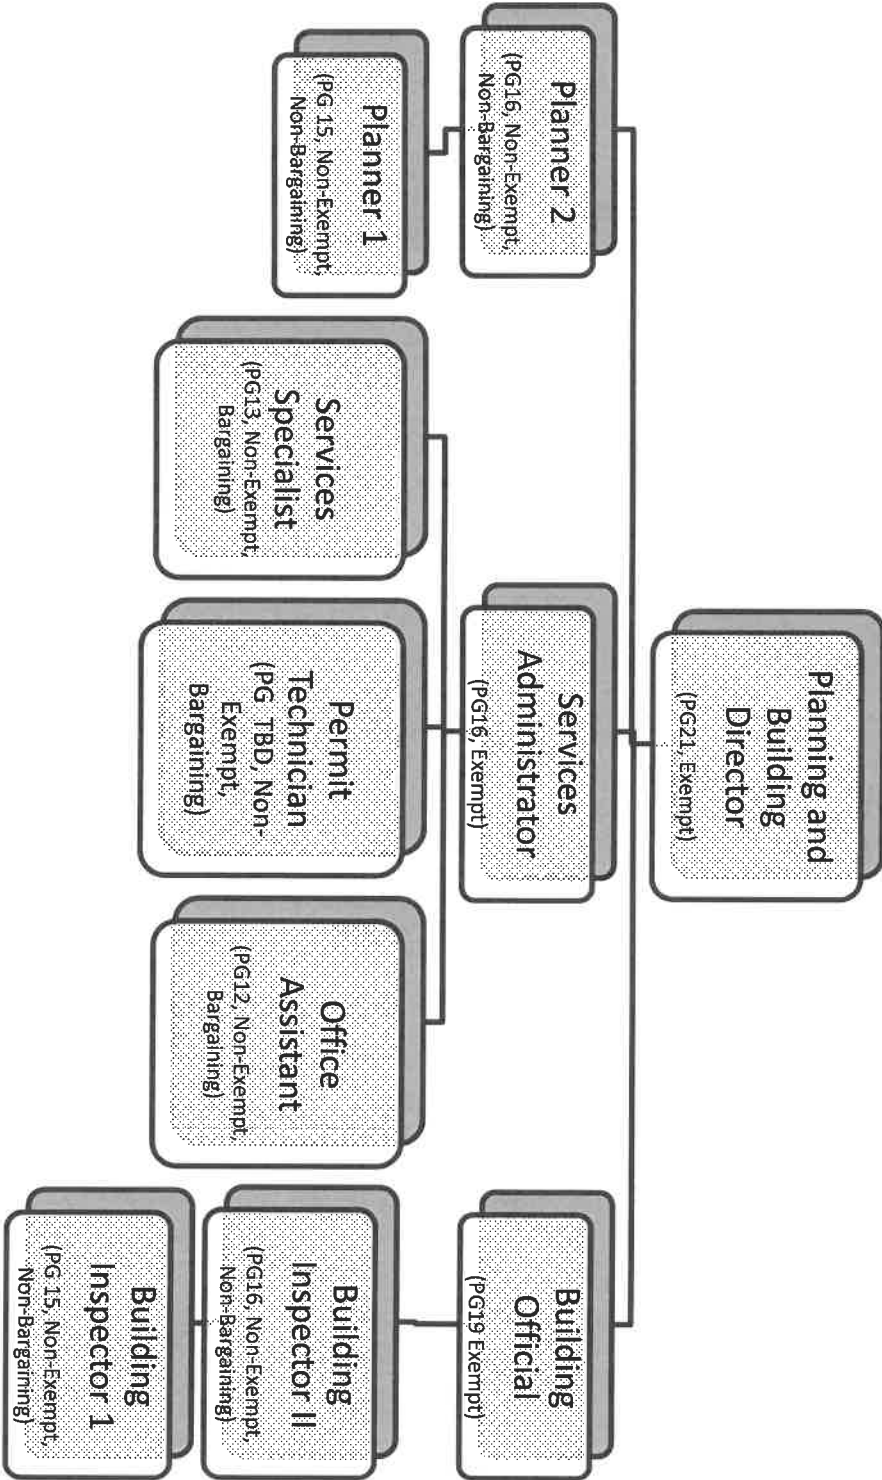 Planning and
Building
Director
(PG21, Exempt)
Planner 2
(PG16, Non-Exempt,
Non-Bargaining)
Services
Administrator
(PG16, Exempt)
Building
Official
(PG19 Exempt)
Planner 1
(PG 15, Non-Exempt,
Non-Bargaining)
Services
Specialist
(PG13, Non-Exempt,
Bargaining)
Permit
Technician
(PG TBD, Non-
Exempt,
Bargaining)
Office
Assistant
(PG12, Non-Exempt,
Bargaining)
Building
Inspector II
(PG16, Non-Exempt,
Non-Bargaining)
Building
Inspector 1
(PG 15, Non-Exempt,
Non-Bargaining)